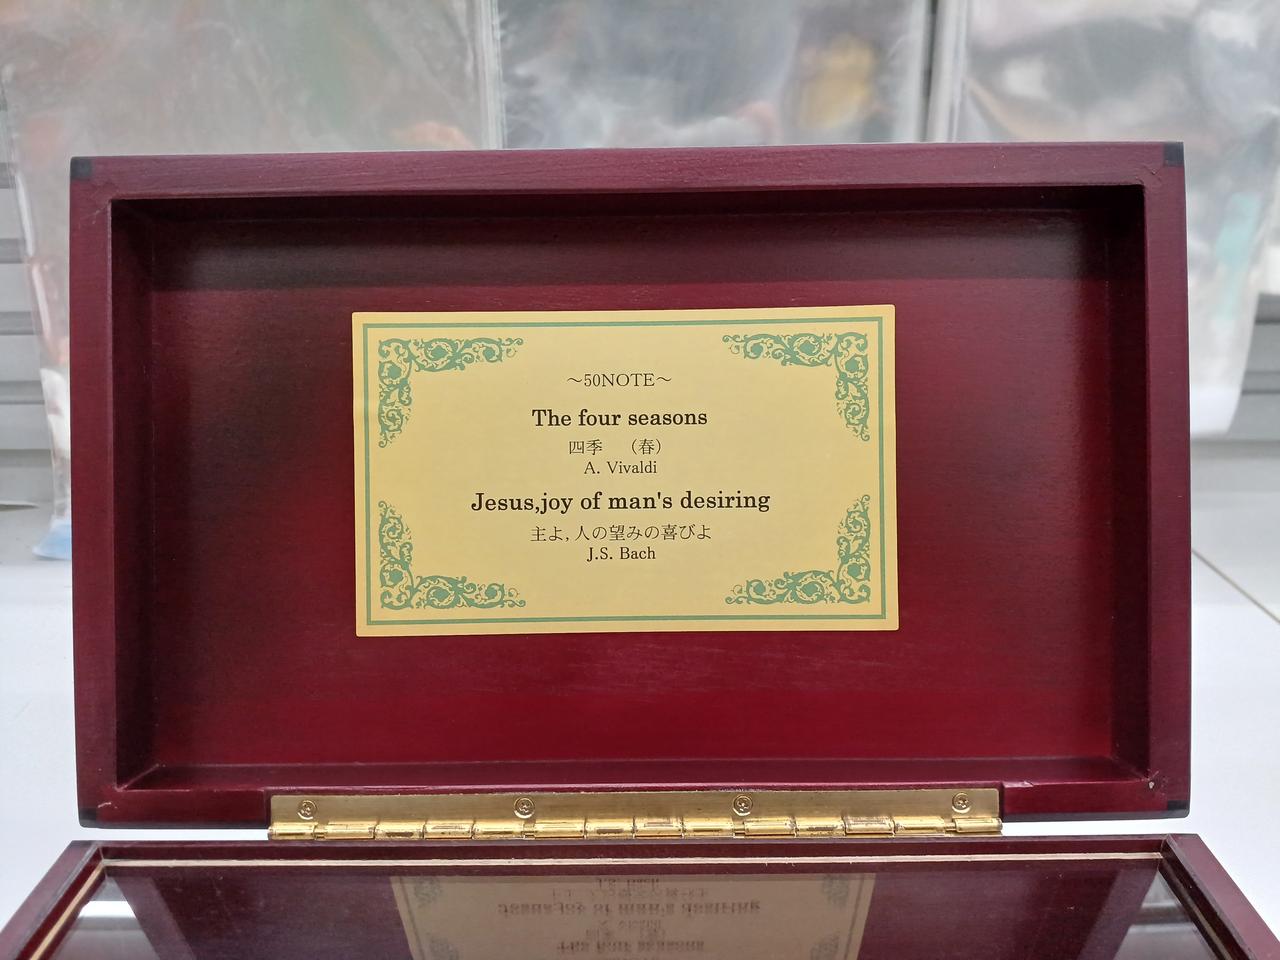 ～50NOTE～
The four seasons
四季　（春）
A. Vivaldi
Jesus,joy of man's desiring
主よ, 人の望みの喜びよ
J.S. Bach